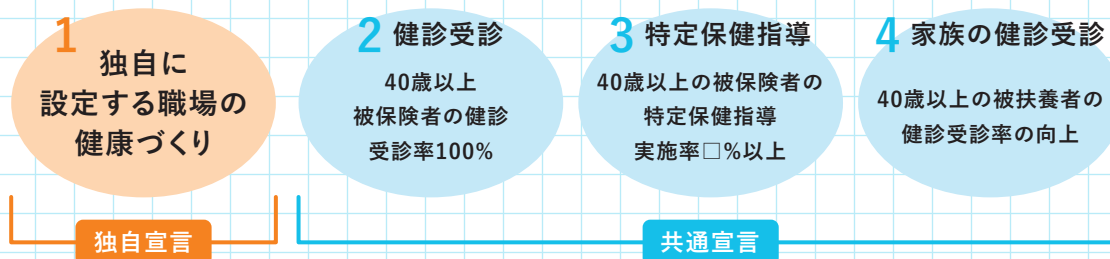 1
独自に
設定する職場の
健康づくり
2 健診受診
40歳以上
被保険者の健診
受診率100%
3 特定保健指導
40歳以上の被保険者の
特定保健指導
実施率□%以上
4 家族の健診受診
40歳以上の被扶養者の
健診受診率の向上
独自宣言
共通宣言